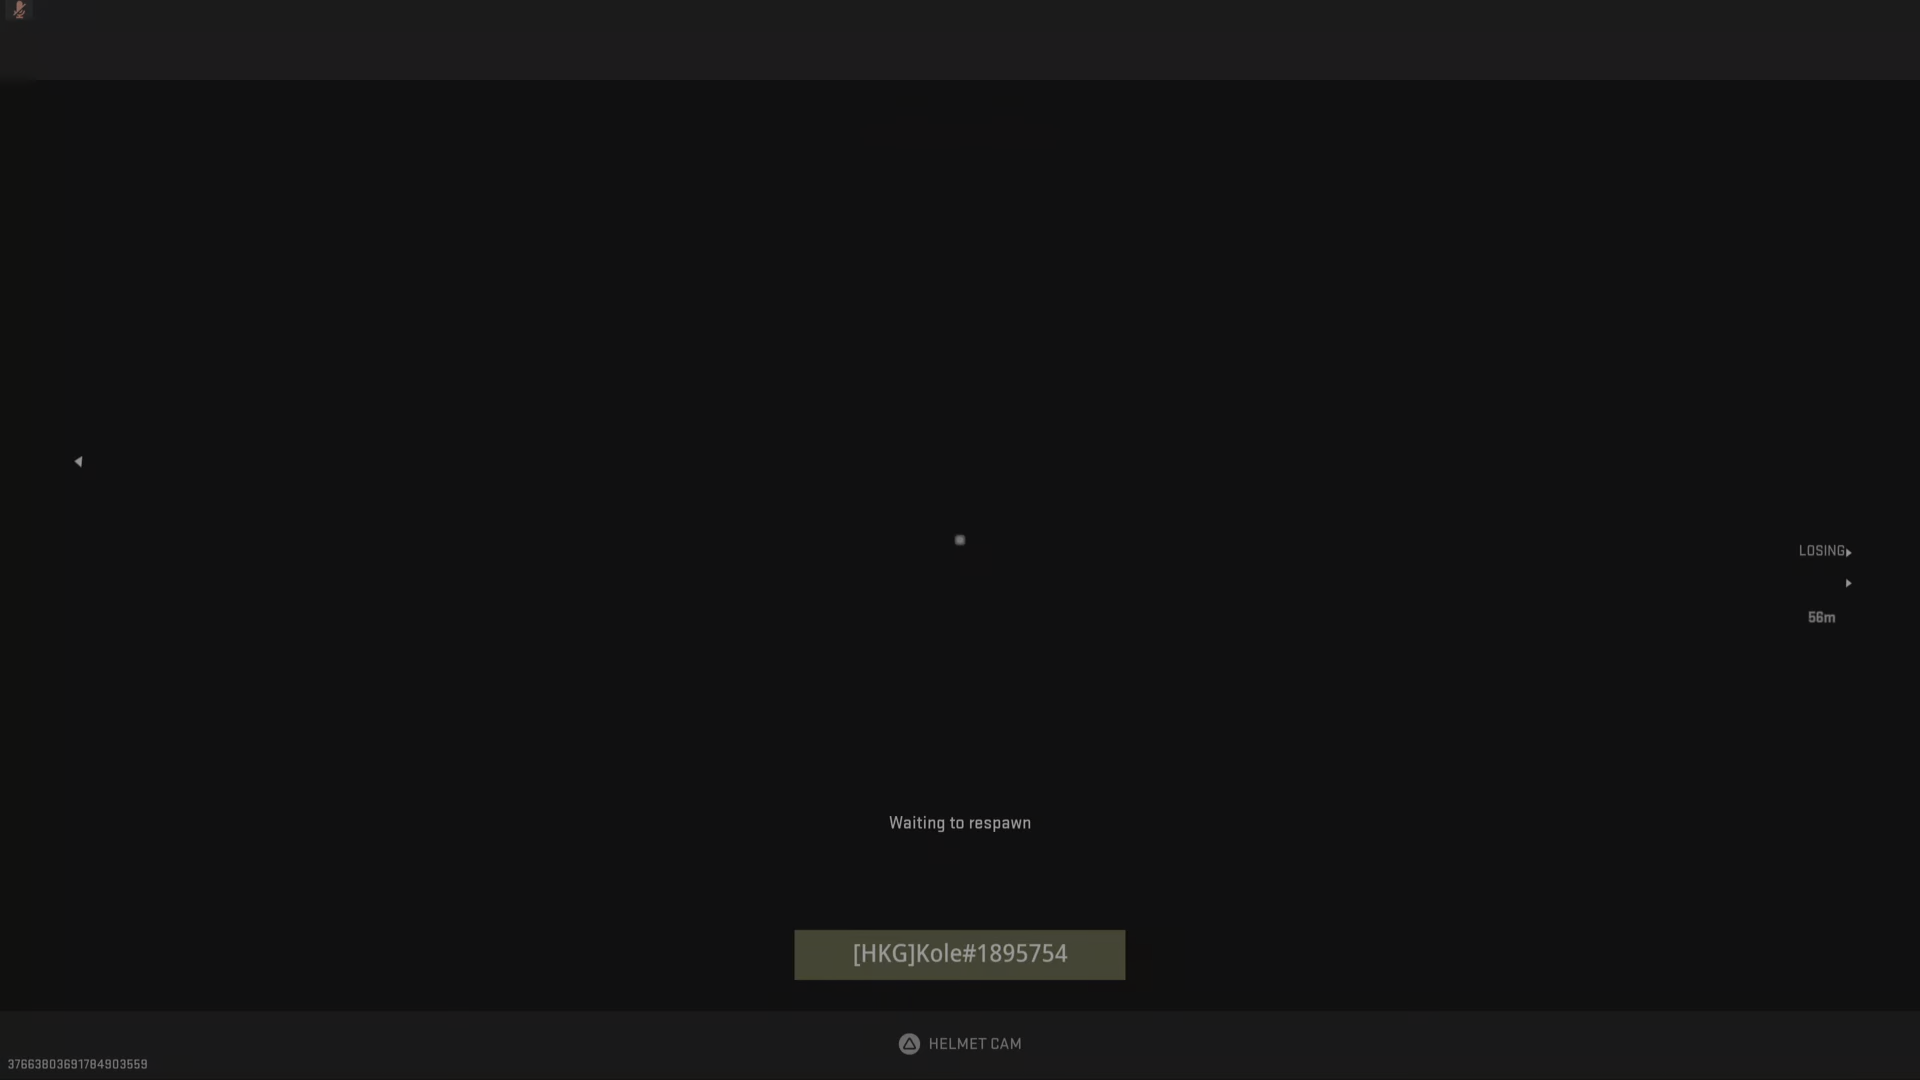 LOSING
56m
Waiting to respawn
[HKG]Kole#1895754
HELMET CAM
37663803691784903559